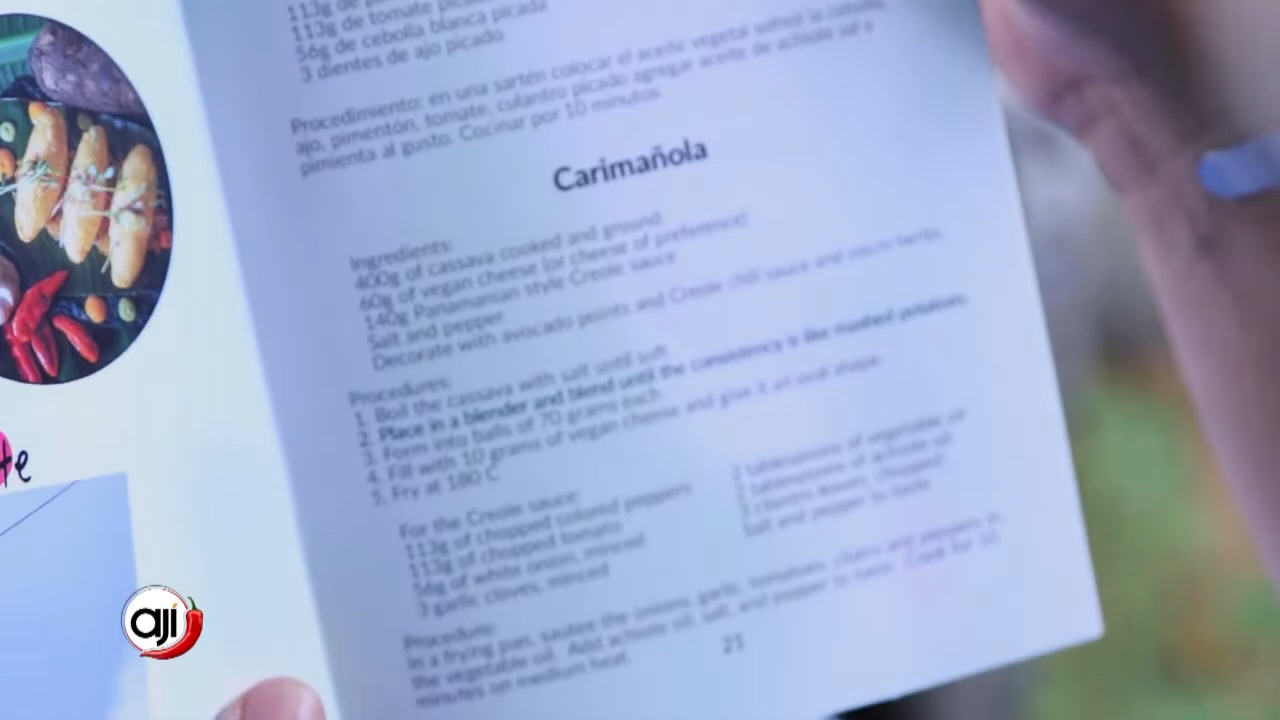 113g de
113g de tomate
56g de cebolla blanca picada
3 dientes de ajo picado
Procedimiento: en una sartén colocar el aceite vegetal sofreír la cebolla,
ajo, pimentón, tomate, culantro picado agregar aceite de achiote sal o
pimienta al gusto. Cocinar por 10 minutos.
Carimañola
Ingredients:
400g of cassava cooked and ground
60g of vegan cheese (or cheese of preference)
140g Panamanian style Creole sauce
Salt and pepper
Decorate with avocado points and Creole chili sauce and micro herbs.
Procedures:
1. Boil the cassava with salt until soft
2. Place in a blender and blend until the consistency is like mashed potatoes.
3. Form into balls of 70 grams each.
4. Fill with 10 grams of vegan cheese and give it an oval shape.
5. Fry at 180 C
For the Creole sauce:
113g of chopped colored peppers
113g of chopped tomato
56g of white onion, minced
3 garlic cloves, minced
2 tablespoons of vegetable oil
2 tablespoons of achiote oil
chopped
Salt and pepper to taste
Procedure:
In a frying pan, sautee the onions, garlic, tomatoes, and peppers in
the vegetable oil. Add achiote oil, salt, and pepper to taste. Cook for 10
minutes on medium heat.
21
te
ají